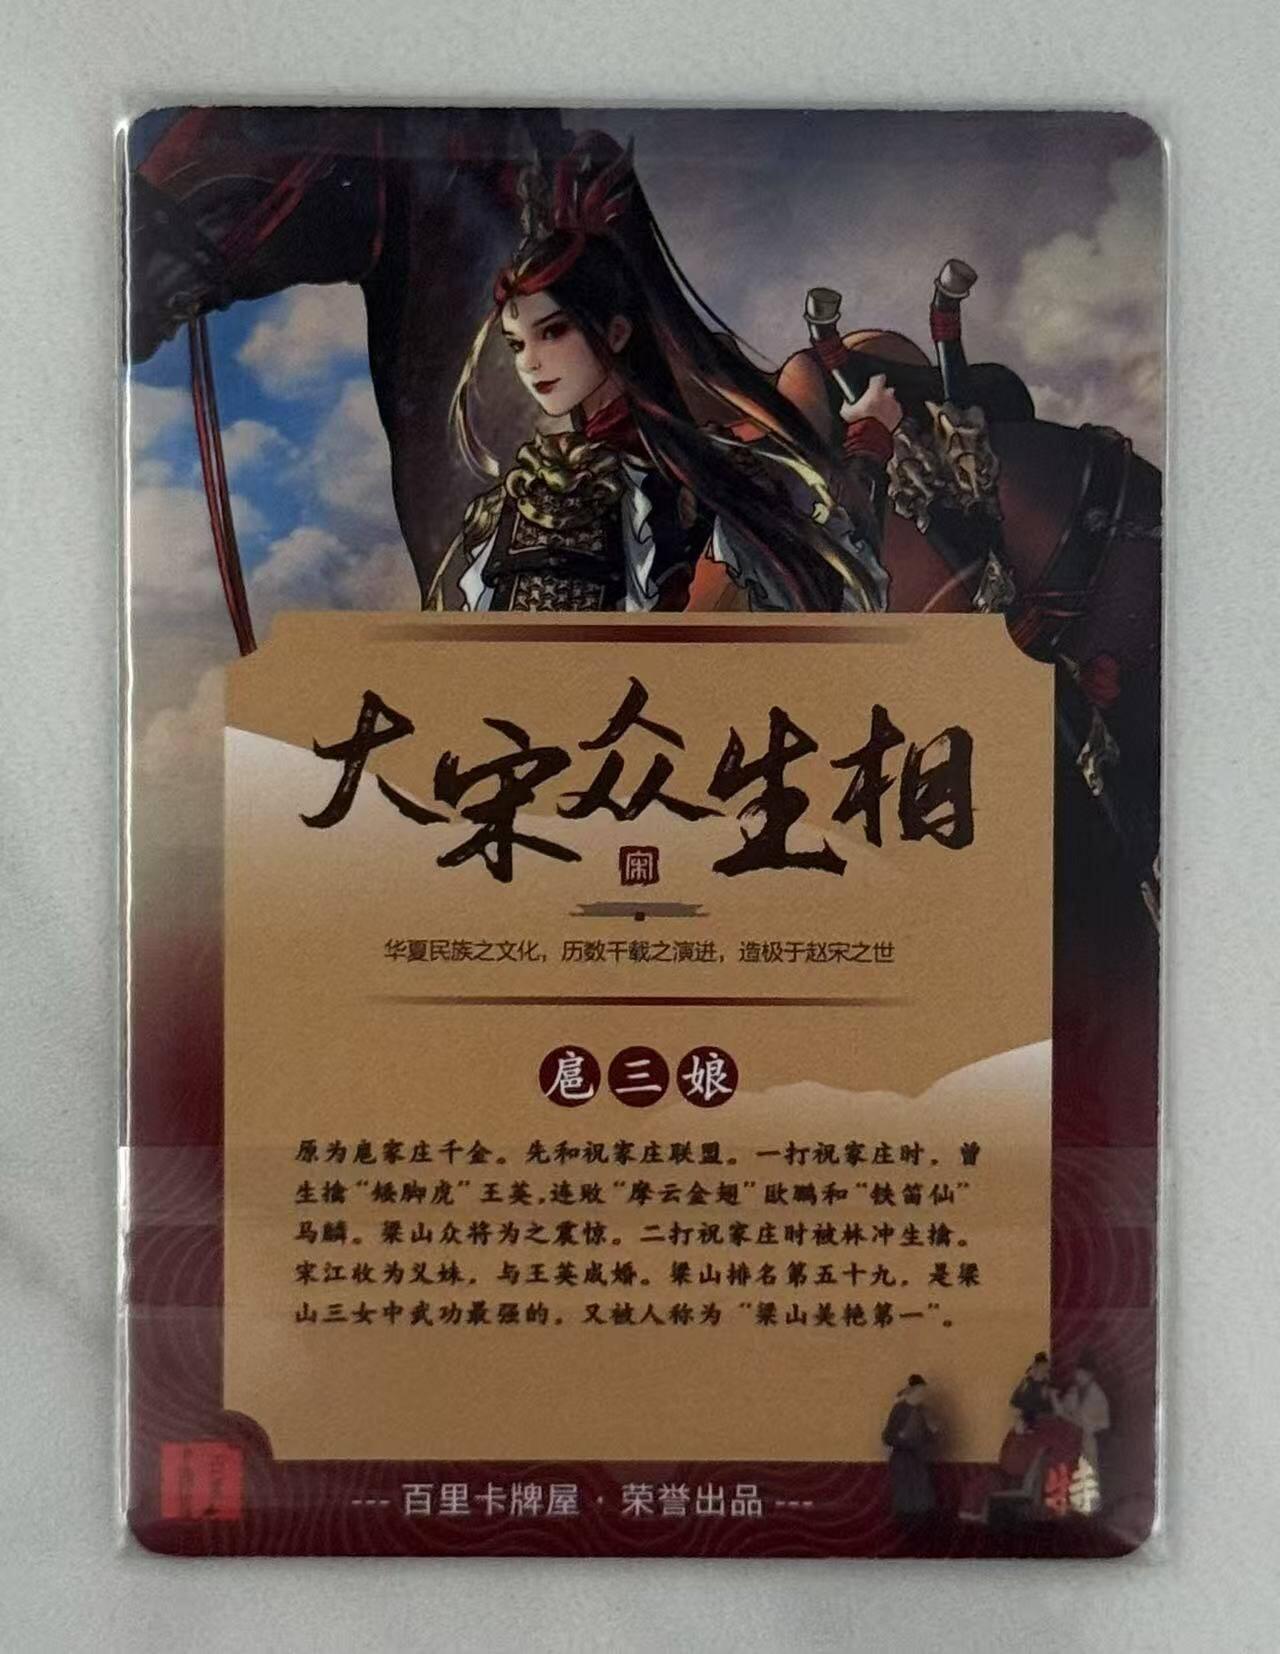 大宋众生相
宋
华夏民族之文化，历数千载之演进，造极于赵宋之世
扈三娘
原为扈家庄千金。先和祝家庄联盟。一打祝家庄时，曾
生擒“矮脚虎”王英,连败“摩云金翅”欧鹏和“铁笛仙”
马麟。梁山众将为之震惊。二打祝家庄时被林冲生擒。
宋江收为义妹，与王英成婚。梁山排名第五十九，是梁
山三女中武功最强的，又被人称为“梁山美艳第一”。
--- 百里卡牌屋 · 荣誉出品 ---
特